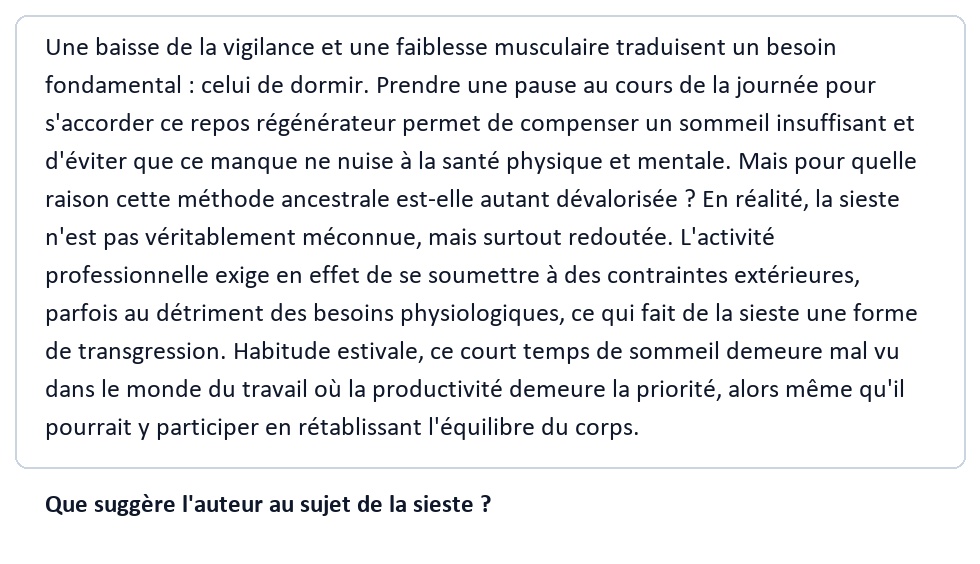 Une baisse de la vigilance et une faiblesse musculaire traduisent un besoin
fondamental : celui de dormir. Prendre une pause au cours de la journée pour
s'accorder ce repos régénérateur permet de compenser un sommeil insuffisant et
d'éviter que ce manque ne nuise à la santé physique et mentale. Mais pour quelle
raison cette méthode ancestrale est-elle autant dévalorisée ? En réalité, la sieste
n'est pas véritablement méconnue, mais surtout redoutée. L'activité
professionnelle exige en effet de se soumettre à des contraintes extérieures,
parfois au détriment des besoins physiologiques, ce qui fait de la sieste une forme
de transgression. Habitude estivale, ce court temps de sommeil demeure mal vu
dans le monde du travail où la productivité demeure la priorité, alors même qu'il
pourrait y participer en rétablissant l'équilibre du corps.
Que suggère l'auteur au sujet de la sieste ?